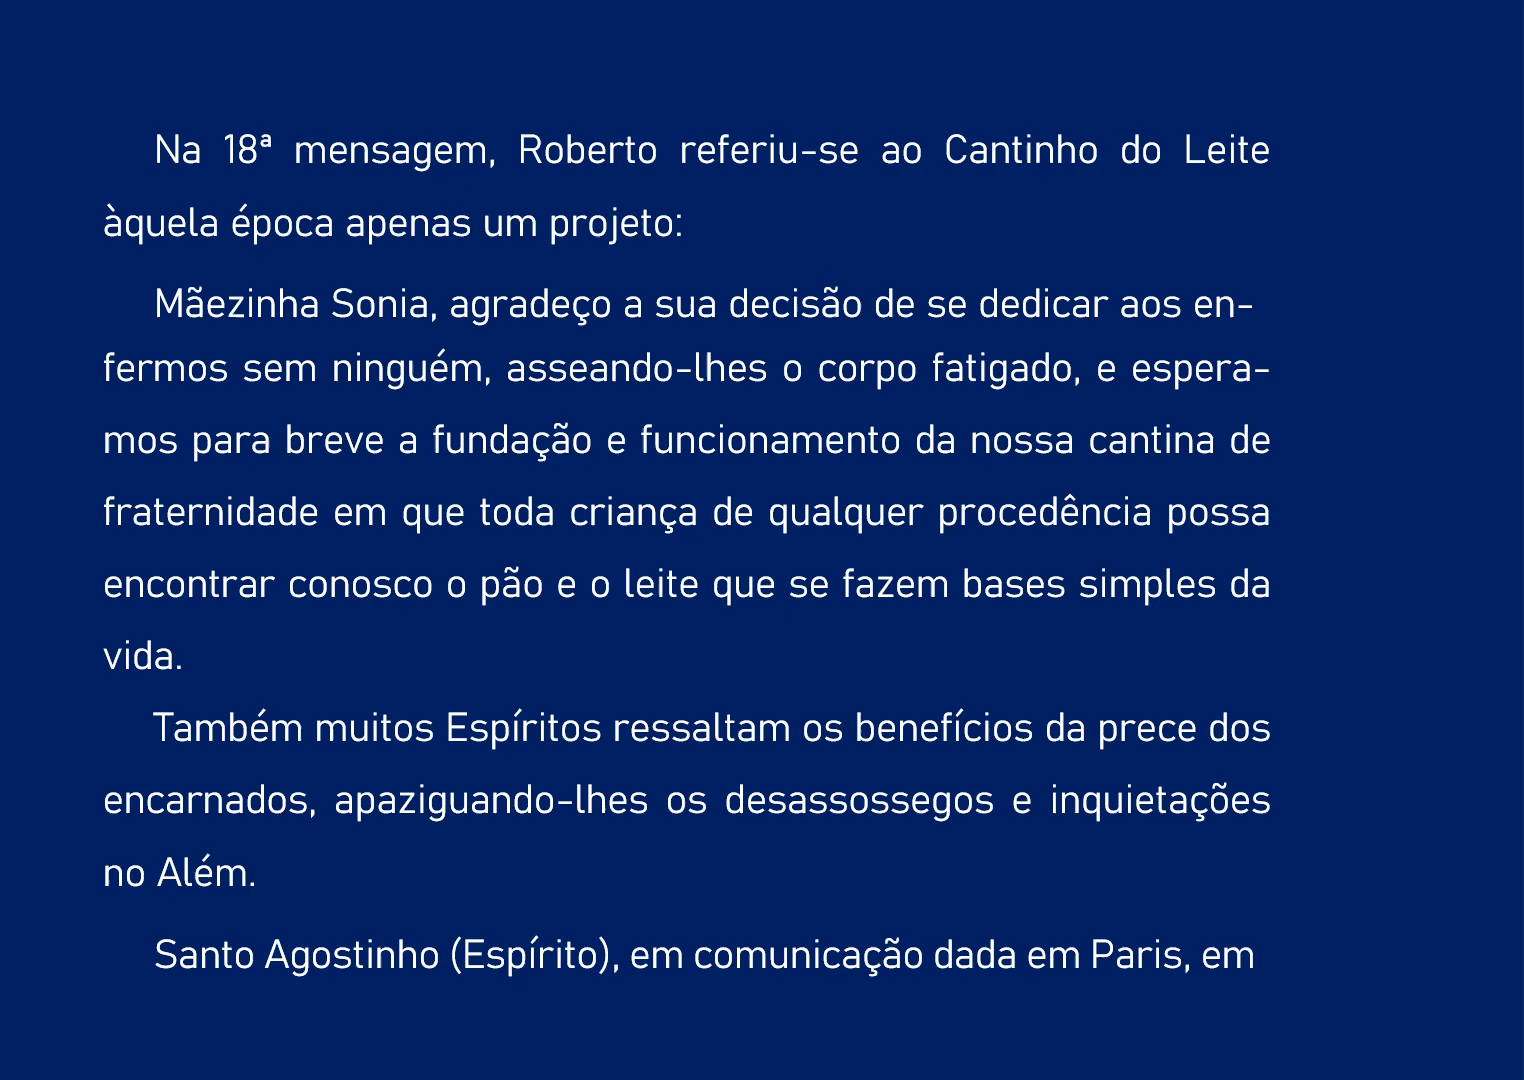 Na 18ª mensagem, Roberto referiu-se ao Cantinho do Leite
àquela época apenas um projeto:
Mãezinha Sonia, agradeço a sua decisão de se dedicar aos en-
fermos sem ninguém, asseando-lhes o corpo fatigado, e espera-
mos para breve a fundação e funcionamento da nossa cantina de
fraternidade em que toda criança de qualquer procedência possa
encontrar conosco o pão e o leite que se fazem bases simples da
vida.
Também muitos Espíritos ressaltam os benefícios da prece dos
encarnados, apaziguando-lhes os desassossegos e inquietações
no Além.
Santo Agostinho (Espírito), em comunicação dada em Paris, em